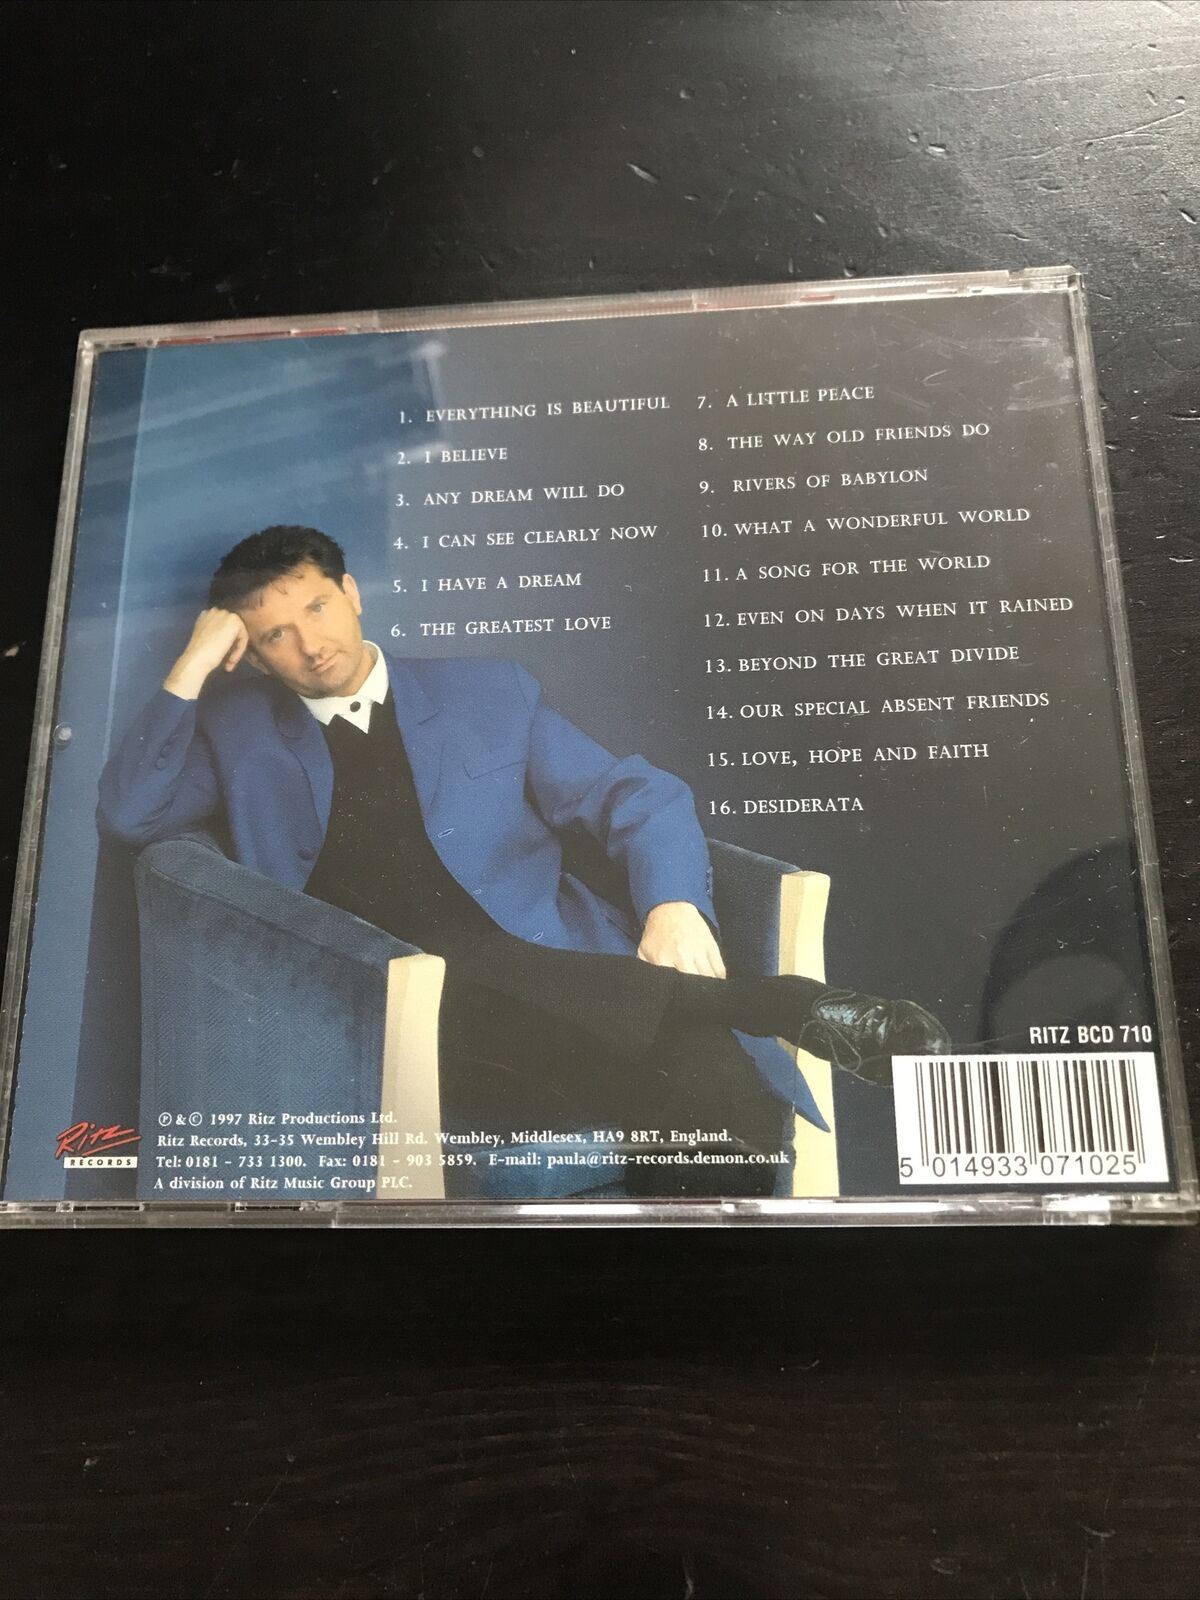 1. EVERYTHING IS BEAUTIFUL
2. I BELIEVE
3. ANY DREAM WILL DO
4. I CAN SEE CLEARLY NOW
5. I HAVE A DREAM
6. THE GREATEST LOVE
7. A LITTLE PEACE
8. THE WAY OLD FRIENDS DO
9. RIVERS OF BABYLON
10. WHAT A WONDERFUL WORLD
11. A SONG FOR THE WORLD
12. EVEN ON DAYS WHEN IT RAINED
13. BEYOND THE GREAT DIVIDE
14. OUR SPECIAL ABSENT FRIENDS
15. LOVE, HOPE AND FAITH
16. DESIDERATA
RITZ BCD 710
5 014933 071025
Ritz
RECORDS
℗ & © 1997 Ritz Productions Ltd.
Ritz Records, 33-35 Wembley Hill Rd. Wembley, Middlesex, HA9 8RT, England.
Tel: 0181 - 733 1300. Fax: 0181 - 903 5859. E-mail: paula@ritz-records.demon.co.uk
A division of Ritz Music Group PLC.